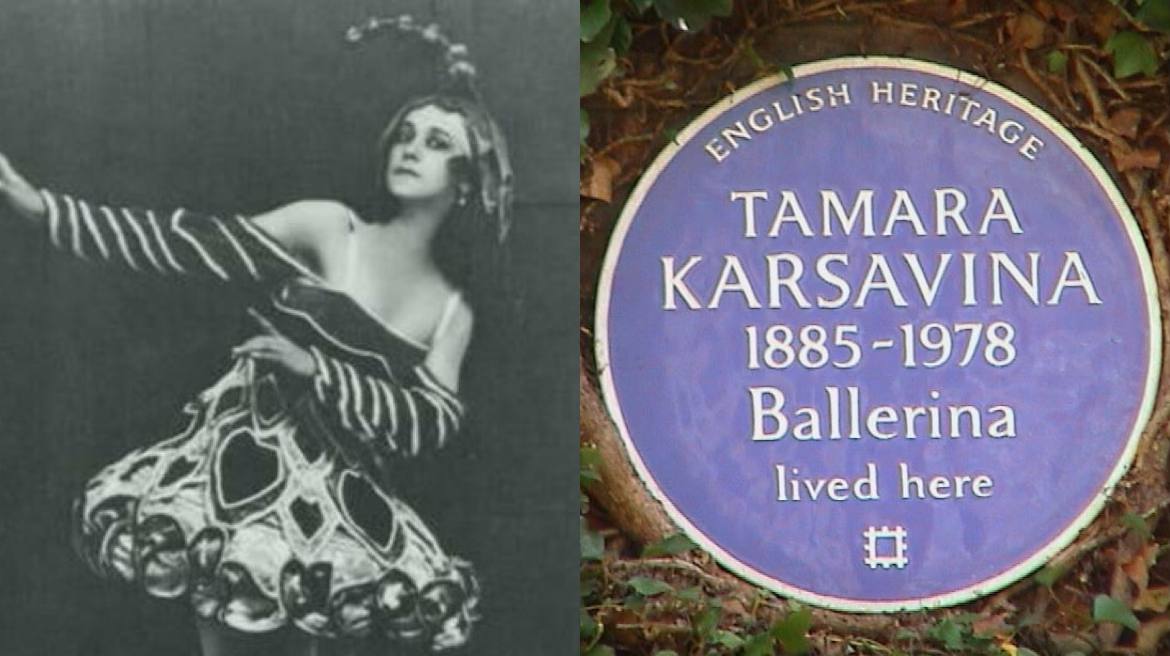 ENGLISH HERITAGE
TAMARA
KARSAVINA
1885-1978
Ballerina
lived here